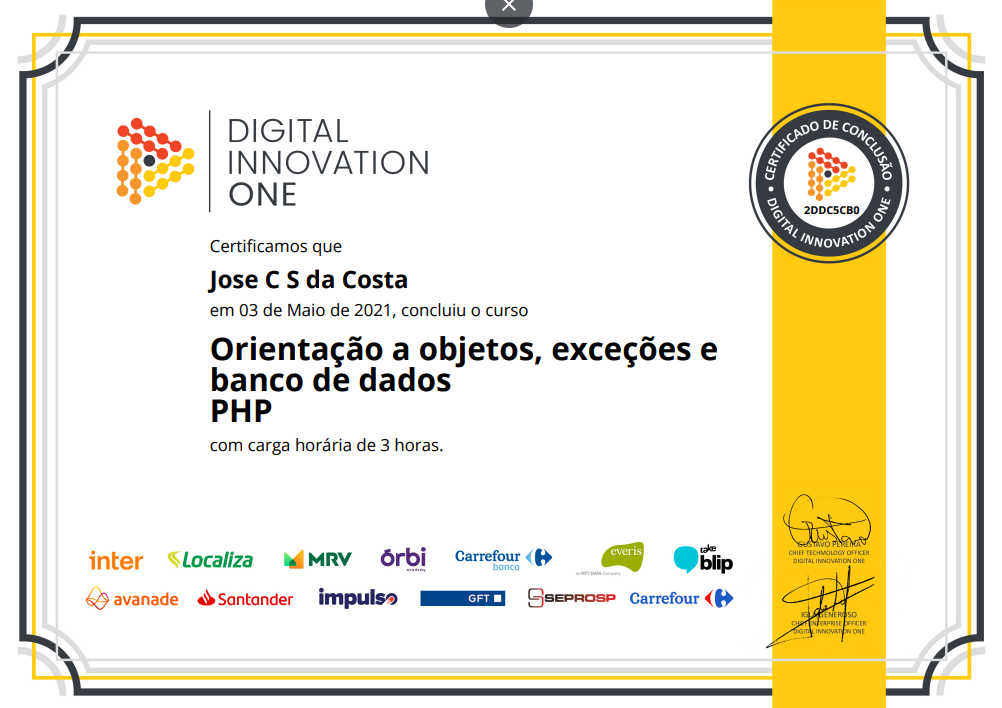 DIGITAL
INNOVATION
ONE
CERTIFICADO DE CONCLUSÃO
2DDC5CB0
DIGITAL INNOVATION ONE
Certificamos que
Jose C S da Costa
em 03 de Maio de 2021, concluiu o curso
Orientação a objetos, exceções e
banco de dados
PHP
com carga horária de 3 horas.
inter
Localiza
MRV
órbi
academy
Carrefour
banco
everis
an NTT DATA Company
take
blip
avanade
Santander
impulso
GFT
SEPROSP
Carrefour
GUSTAVO PEREIRA
CHIEF TECHNOLOGY OFFICER
DIGITAL INNOVATION ONE
GENEROSO
CHIEF ENTERPRISE OFFICER
DIGITAL INNOVATION ONE